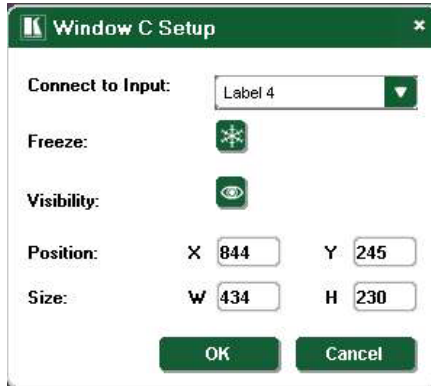 Window C Setup
Connect to Input: Label 4
Freeze:
Visibility:
Position: X 844 Y 245
Size: W 434 H 230
OK Cancel